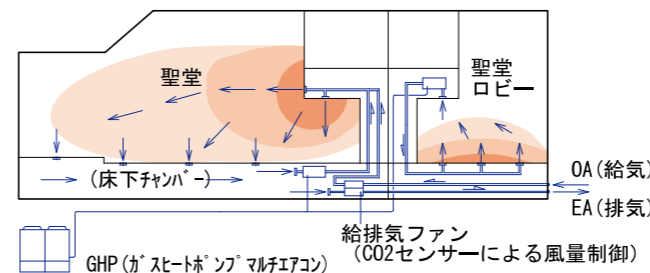 聖堂
聖堂
ロビー
(床下ﾁｬﾝﾊﾞｰ)
OA(給気)
EA(排気)
給排気ファン
(CO2センサーによる風量制御)
GHP(ｶﾞｽﾋｰﾄﾎﾟﾝﾌﾟﾏﾙﾁｴｱｺﾝ)